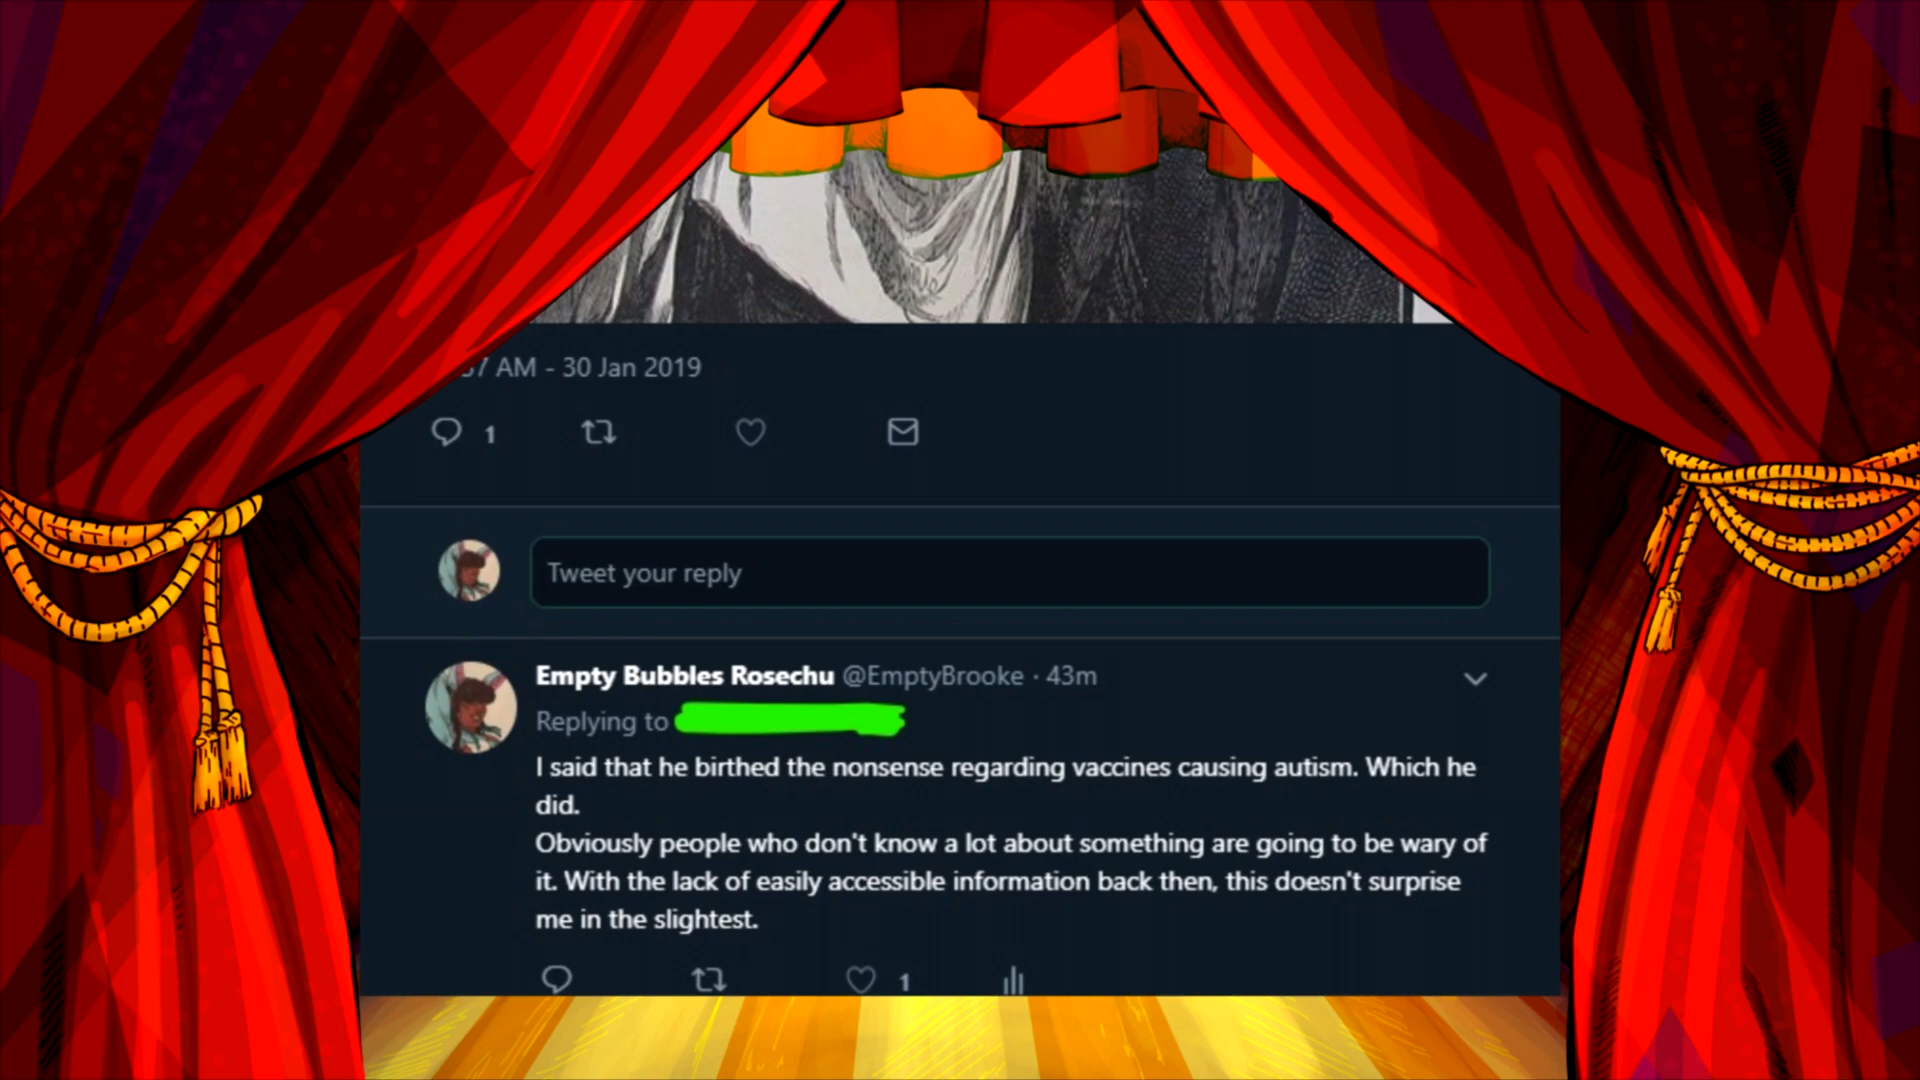 57 AM - 30 Jan 2019
1
Tweet your reply
Empty Bubbles Rosechu @EmptyBrooke · 43m
Replying to
I said that he birthed the nonsense regarding vaccines causing autism. Which he
did.
Obviously people who don't know a lot about something are going to be wary of
it. With the lack of easily accessible information back then, this doesn't surprise
me in the slightest.
1